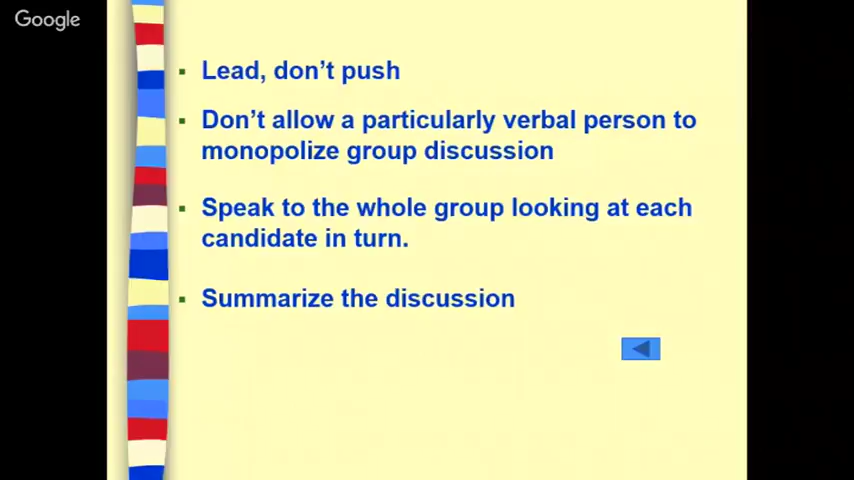 Google
Lead, don't push
Don't allow a particularly verbal person to
monopolize group discussion
Speak to the whole group looking at each
candidate in turn.
Summarize the discussion